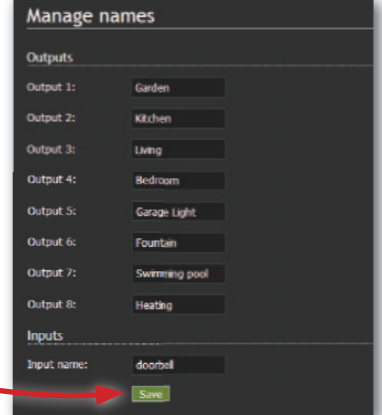 Manage names
Outputs
Output 1: Garden
Output 2: Kitchen
Output 3: Living
Output 4: Bedroom
Output 5: Garage Light
Output 6: Fountain
Output 7: Swimming pool
Output 8: Heating
Inputs
Input name: doorbell
Save